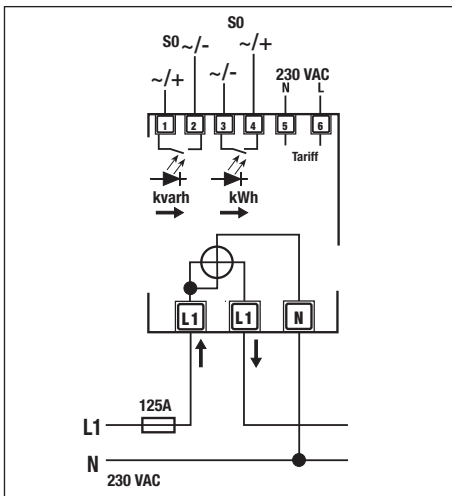 S0
S0 ~/-
~/+
~/+
~/-
230 VAC
N L
1 2 3 4 5 6
Tariff
kvarh
kWh
L1 L1 N
125A
L1
N
230 VAC